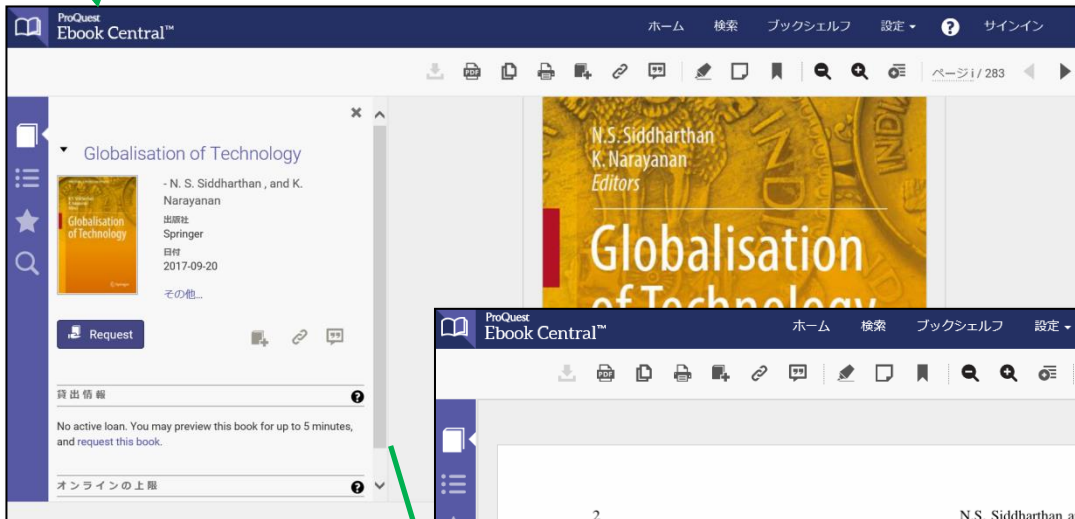 ProQuest
Ebook Central™
ホーム 検索 ブックシェルフ 設定 サインイン
PDF
ページ i / 283
Globalisation of Technology
- N. S. Siddharthan , and K.
Narayanan
出版社
Springer
日付
2017-09-20
その他...
Request
貸出情報
No active loan. You may preview this book for up to 5 minutes,
and request this book.
オンラインの上限
Globalisation
of Technology
N.S. Siddharthan
K. Narayanan
Editors
INDIA
Globalisation
of Technology
ProQuest
Ebook Central™
ホーム 検索 ブックシェルフ 設定
PDF
2
N.S. Siddharthan a